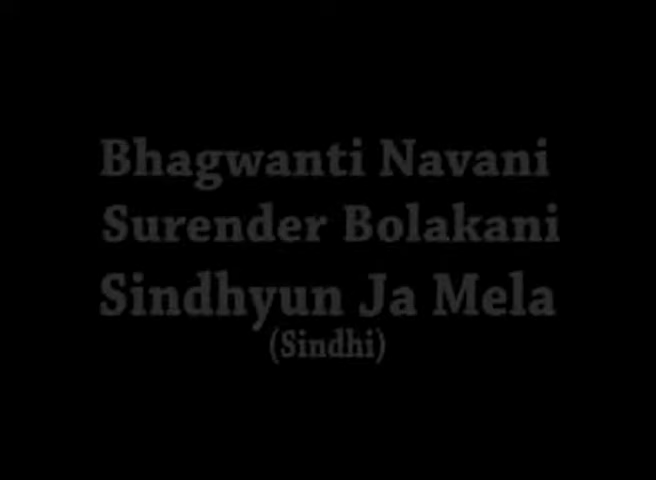 Bhagwanti Navani
Surender Bolakani
Sindhyun Ja Mela
(Sindhi)